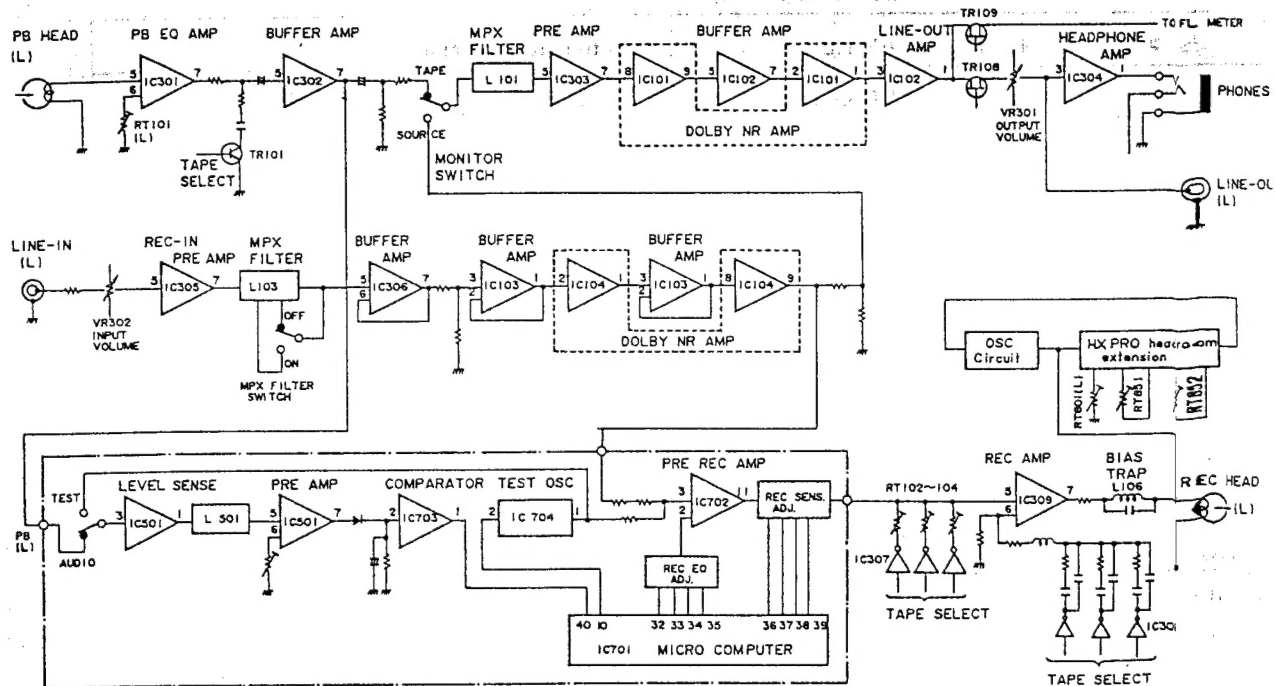 PB HEAD
(L)
PB EQ AMP
5
6
IC301
7
RT101
(L)
TAPE
SELECT
TR101
BUFFER AMP
5
IC302
7
TAPE
SOURCE
MONITOR
SWITCH
MPX
FILTER
L 101
PRE AMP
5
IC303
7
BUFFER AMP
8
IC101
9
5
IC102
7
2
IC101
DOLBY NR AMP
LINE-OUT
AMP
3
IC102
1
TR109
TO FL METER
TR108
VR301
OUTPUT
VOLUME
HEADPHONE
AMP
3
IC304
1
PHONES
LINE-OU
(L)
LINE-IN
(L)
VR302
INPUT
VOLUME
REC-IN
PRE AMP
5
IC305
7
MPX
FILTER
L103
OFF
ON
MPX FILTER
SWITCH
BUFFER
AMP
5
6
IC306
7
BUFFER
AMP
3
2
IC103
1
2
IC104
1
BUFFER
AMP
3
2
IC103
1
8
IC104
9
DOLBY NR AMP
OSC
Circuit
HX PRO headroom
extension
RT801(L)
RT851
RT852
PB
(L)
TEST
AUDIO
LEVEL SENSE
3
IC501
1
L 501
PRE AMP
5
6
IC501
7
COMPARATOR
2
IC703
1
TEST OSC
2
IC 704
1
PRE REC AMP
3
2
IC702
11
REC SENS.
ADJ.
REC EQ
ADJ.
40 10 32 33 34 35 36 37 38 39
IC701 MICRO COMPUTER
RT102~104
IC307
TAPE SELECT
REC AMP
5
6
IC309
7
BIAS
TRAP
L106
REC HEAD
(L)
IC301
TAPE SELECT